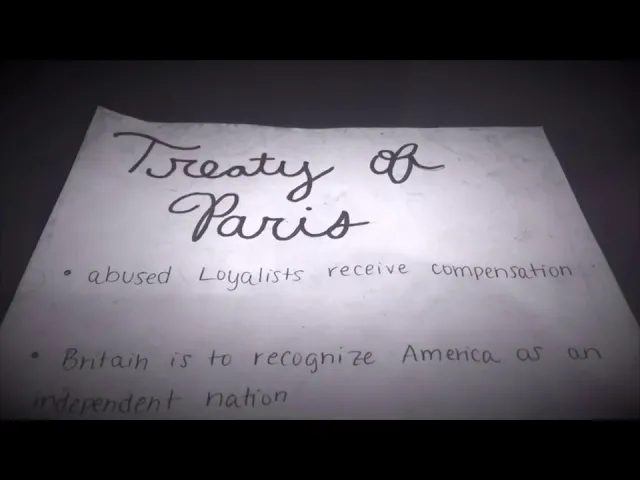 Treaty of
Paris
• abused Loyalists receive compensation
• Britain is to recognize America as an
independent nation